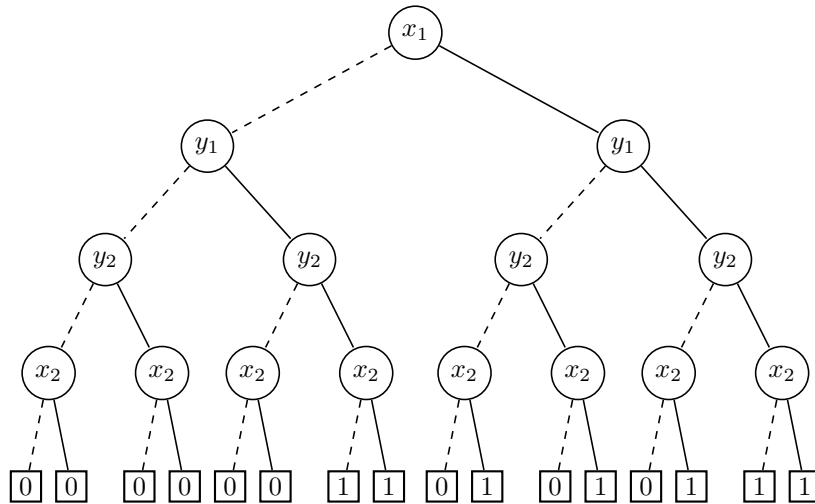 x₁
y₁ y₁
y₂ y₂ y₂ y₂
x₂ x₂ x₂ x₂ x₂ x₂ x₂ x₂
0 0 0 0 0 0 1 1 0 1 0 1 0 1 1 1